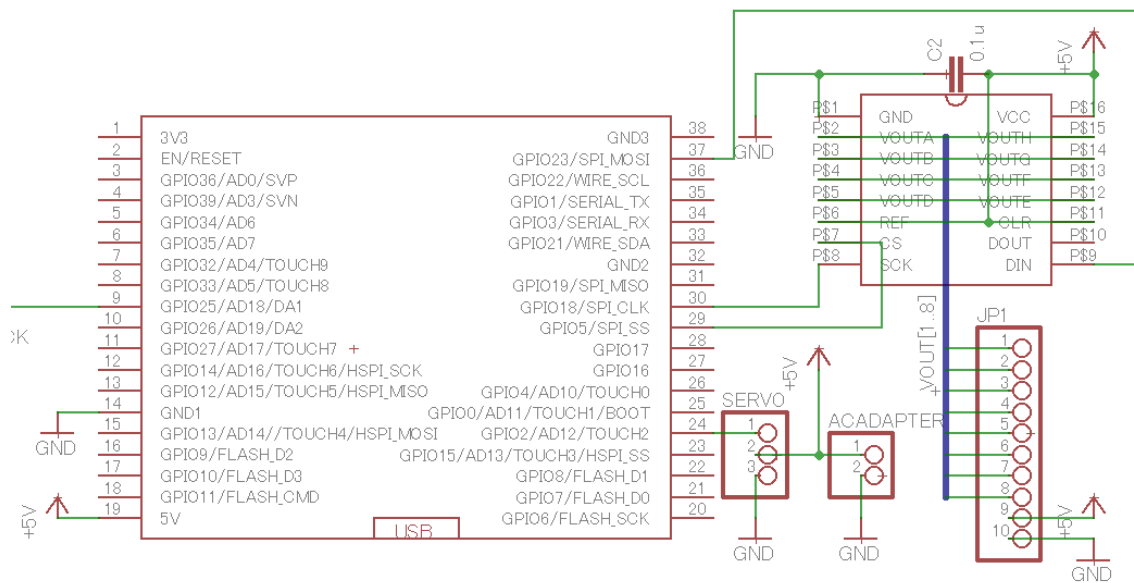 C2
0.1u
+5V
GND
P$1 GND VCC P$16
P$2 VOUTA VOUTH P$15
P$3 VOUTB VOUTG P$14
P$4 VOUTC VOUTF P$13
P$5 VOUTD VOUTE P$12
P$6 REF CLR P$11
P$7 CS DOUT P$10
P$8 SCK DIN P$9
1 3V3 GND3 38
2 EN/RESET GPIO23/SPI_MOSI 37
3 GPIO36/AD0/SVP GPIO22/WIRE_SCL 36
4 GPIO39/AD3/SVN GPIO1/SERIAL_TX 35
5 GPIO34/AD6 GPIO3/SERIAL_RX 34
6 GPIO35/AD7 GPIO21/WIRE_SDA 33
7 GPIO32/AD4/TOUCH9 GND2 32
8 GPIO33/AD5/TOUCH8 GPIO19/SPI_MISO 31
9 GPIO25/AD18/DA1 GPIO18/SPI_CLK 30
10 GPIO26/AD19/DA2 GPIO5/SPI_SS 29
11 GPIO27/AD17/TOUCH7 GPIO17 28
12 GPIO14/AD16/TOUCH6/HSPI_SCK GPIO16 27
13 GPIO12/AD15/TOUCH5/HSPI_MISO GPIO4/AD10/TOUCH0 26
14 GND1 GPIO0/AD11/TOUCH1/BOOT 25
15 GPIO13/AD14//TOUCH4/HSPI_MOSI GPIO2/AD12/TOUCH2 24
16 GPIO9/FLASH_D2 GPIO15/AD13/TOUCH3/HSPI_SS 23
17 GPIO10/FLASH_D3 GPIO8/FLASH_D1 22
18 GPIO11/FLASH_CMD GPIO7/FLASH_D0 21
19 5V GPIO6/FLASH_SCK 20
USB
GND
+5V
SERVO
1
2
3
GND
+5V
ACADAPTER
1
2
GND
VOUT[1..8]
JP1
1
2
3
4
5
6
7
8
9
10
+5V
GND